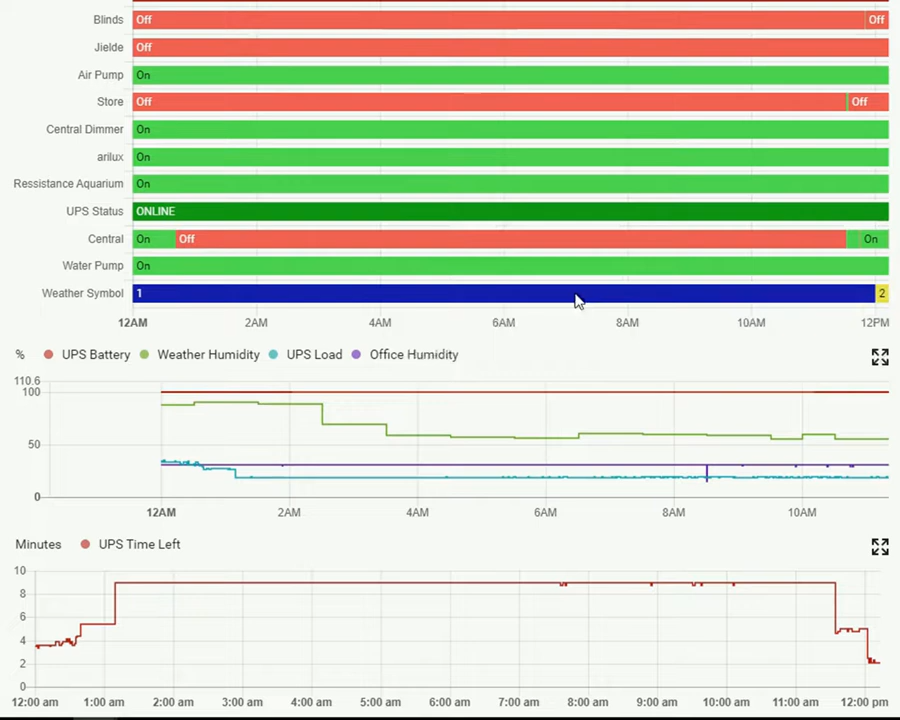 Blinds Off Off
Jielde Off
Air Pump On
Store Off Off
Central Dimmer On
arilux On
Ressistance Aquarium On
UPS Status ONLINE
Central On Off On
Water Pump On
Weather Symbol 1 2
12AM 2AM 4AM 6AM 8AM 10AM 12PM
% UPS Battery Weather Humidity UPS Load Office Humidity
110.6
100
50
0
12AM 2AM 4AM 6AM 8AM 10AM
Minutes UPS Time Left
10
8
6
4
2
0
12:00 am 1:00 am 2:00 am 3:00 am 4:00 am 5:00 am 6:00 am 7:00 am 8:00 am 9:00 am 10:00 am 11:00 am 12:00 pm